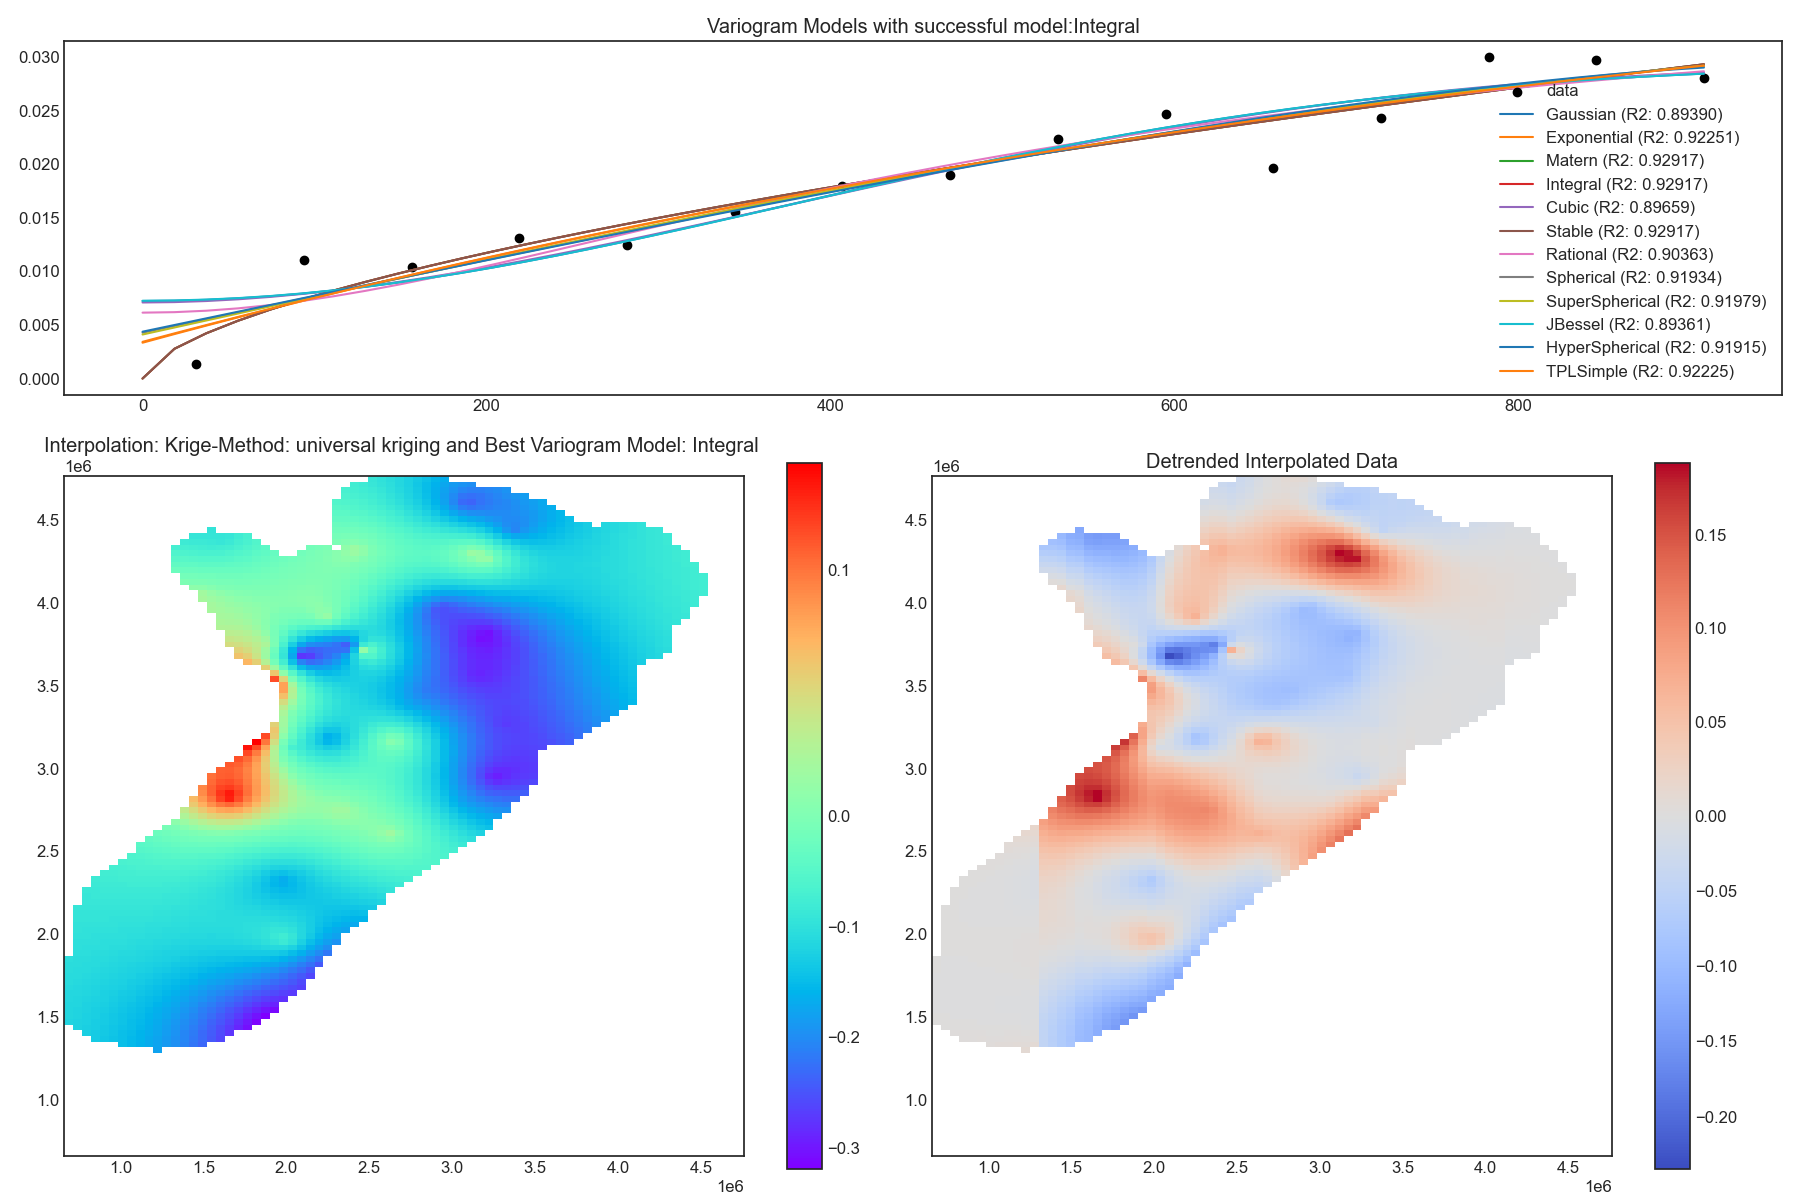 Variogram Models with successful model:Integral
0.030
0.025
0.020
0.015
0.010
0.005
0.000
0
200
400
600
800
data
Gaussian (R2: 0.89390)
Exponential (R2: 0.92251)
Matern (R2: 0.92917)
Integral (R2: 0.92917)
Cubic (R2: 0.89659)
Stable (R2: 0.92917)
Rational (R2: 0.90363)
Spherical (R2: 0.91934)
SuperSpherical (R2: 0.91979)
JBessel (R2: 0.89361)
HyperSpherical (R2: 0.91915)
TPLSimple (R2: 0.92225)
Interpolation: Krige-Method: universal kriging and Best Variogram Model: Integral
1e6
4.5
4.0
3.5
3.0
2.5
2.0
1.5
1.0
1.0
1.5
2.0
2.5
3.0
3.5
4.0
4.5
1e6
0.1
0.0
−0.1
−0.2
−0.3
Detrended Interpolated Data
1e6
4.5
4.0
3.5
3.0
2.5
2.0
1.5
1.0
1.0
1.5
2.0
2.5
3.0
3.5
4.0
4.5
1e6
0.15
0.10
0.05
0.00
−0.05
−0.10
−0.15
−0.20